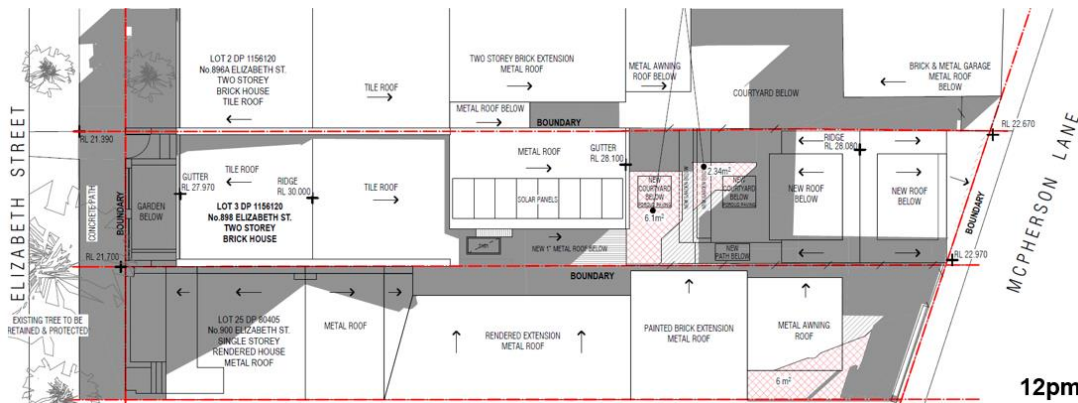 ELIZABETH STREET
CONCRETE PATH
BOUNDARY
EXISTING TREE TO BE
RETAINED & PROTECTED
RL 21.390
RL 21.700
GARDEN
BELOW
LOT 2 DP 1156120
No.896A ELIZABETH ST.
TWO STOREY
BRICK HOUSE
TILE ROOF
TILE ROOF
TWO STOREY BRICK EXTENSION
METAL ROOF
METAL ROOF BELOW
METAL AWNING
ROOF BELOW
COURTYARD BELOW
BRICK & METAL GARAGE
METAL ROOF
BELOW
BOUNDARY
GUTTER
RL 27.970
TILE ROOF
RIDGE
RL 30.000
TILE ROOF
LOT 3 DP 1156120
No.898 ELIZABETH ST.
TWO STOREY
BRICK HOUSE
METAL ROOF
GUTTER
RL 28.100
SOLAR PANELS
NEW 1" METAL ROOF BELOW
NEW
COURTYARD
BELOW
6.1m²
2.34m²
NEW
COURTYARD
BELOW
NEW
PATH BELOW
RIDGE
RL 28.080
NEW ROOF
BELOW
NEW ROOF
BELOW
RL 22.670
RL 22.970
BOUNDARY
MCPHERSON LANE
BOUNDARY
LOT 25 DP 80405
No.900 ELIZABETH ST.
SINGLE STOREY
RENDERED HOUSE
METAL ROOF
METAL ROOF
RENDERED EXTENSION
METAL ROOF
PAINTED BRICK EXTENSION
METAL ROOF
METAL AWNING
ROOF
6 m²
12pm